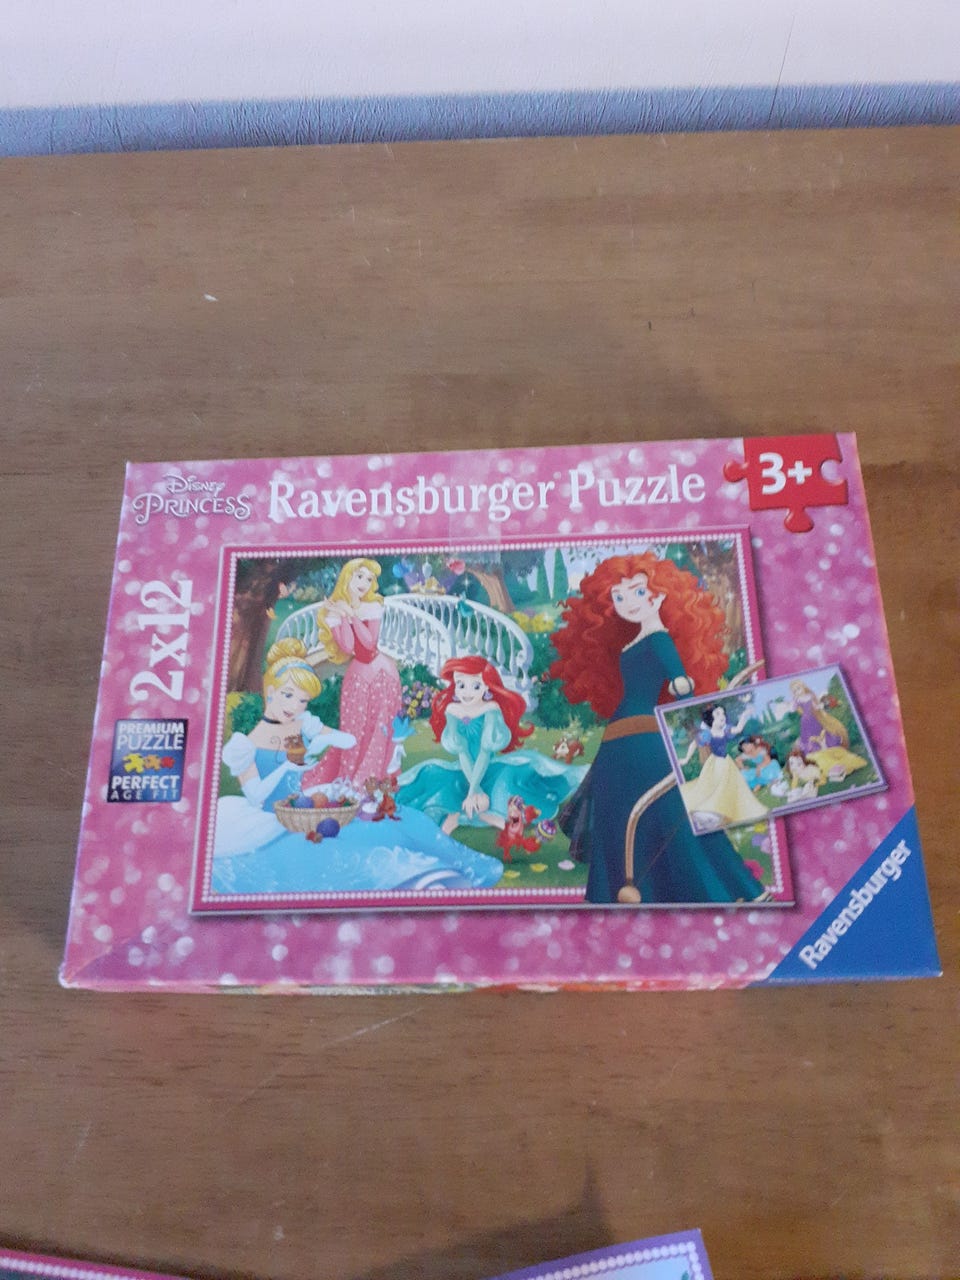 Disney
PRINCESS
Ravensburger Puzzle
3+
2x12
PREMIUM
PUZZLE
PERFECT
AGE FIT
Ravensburger